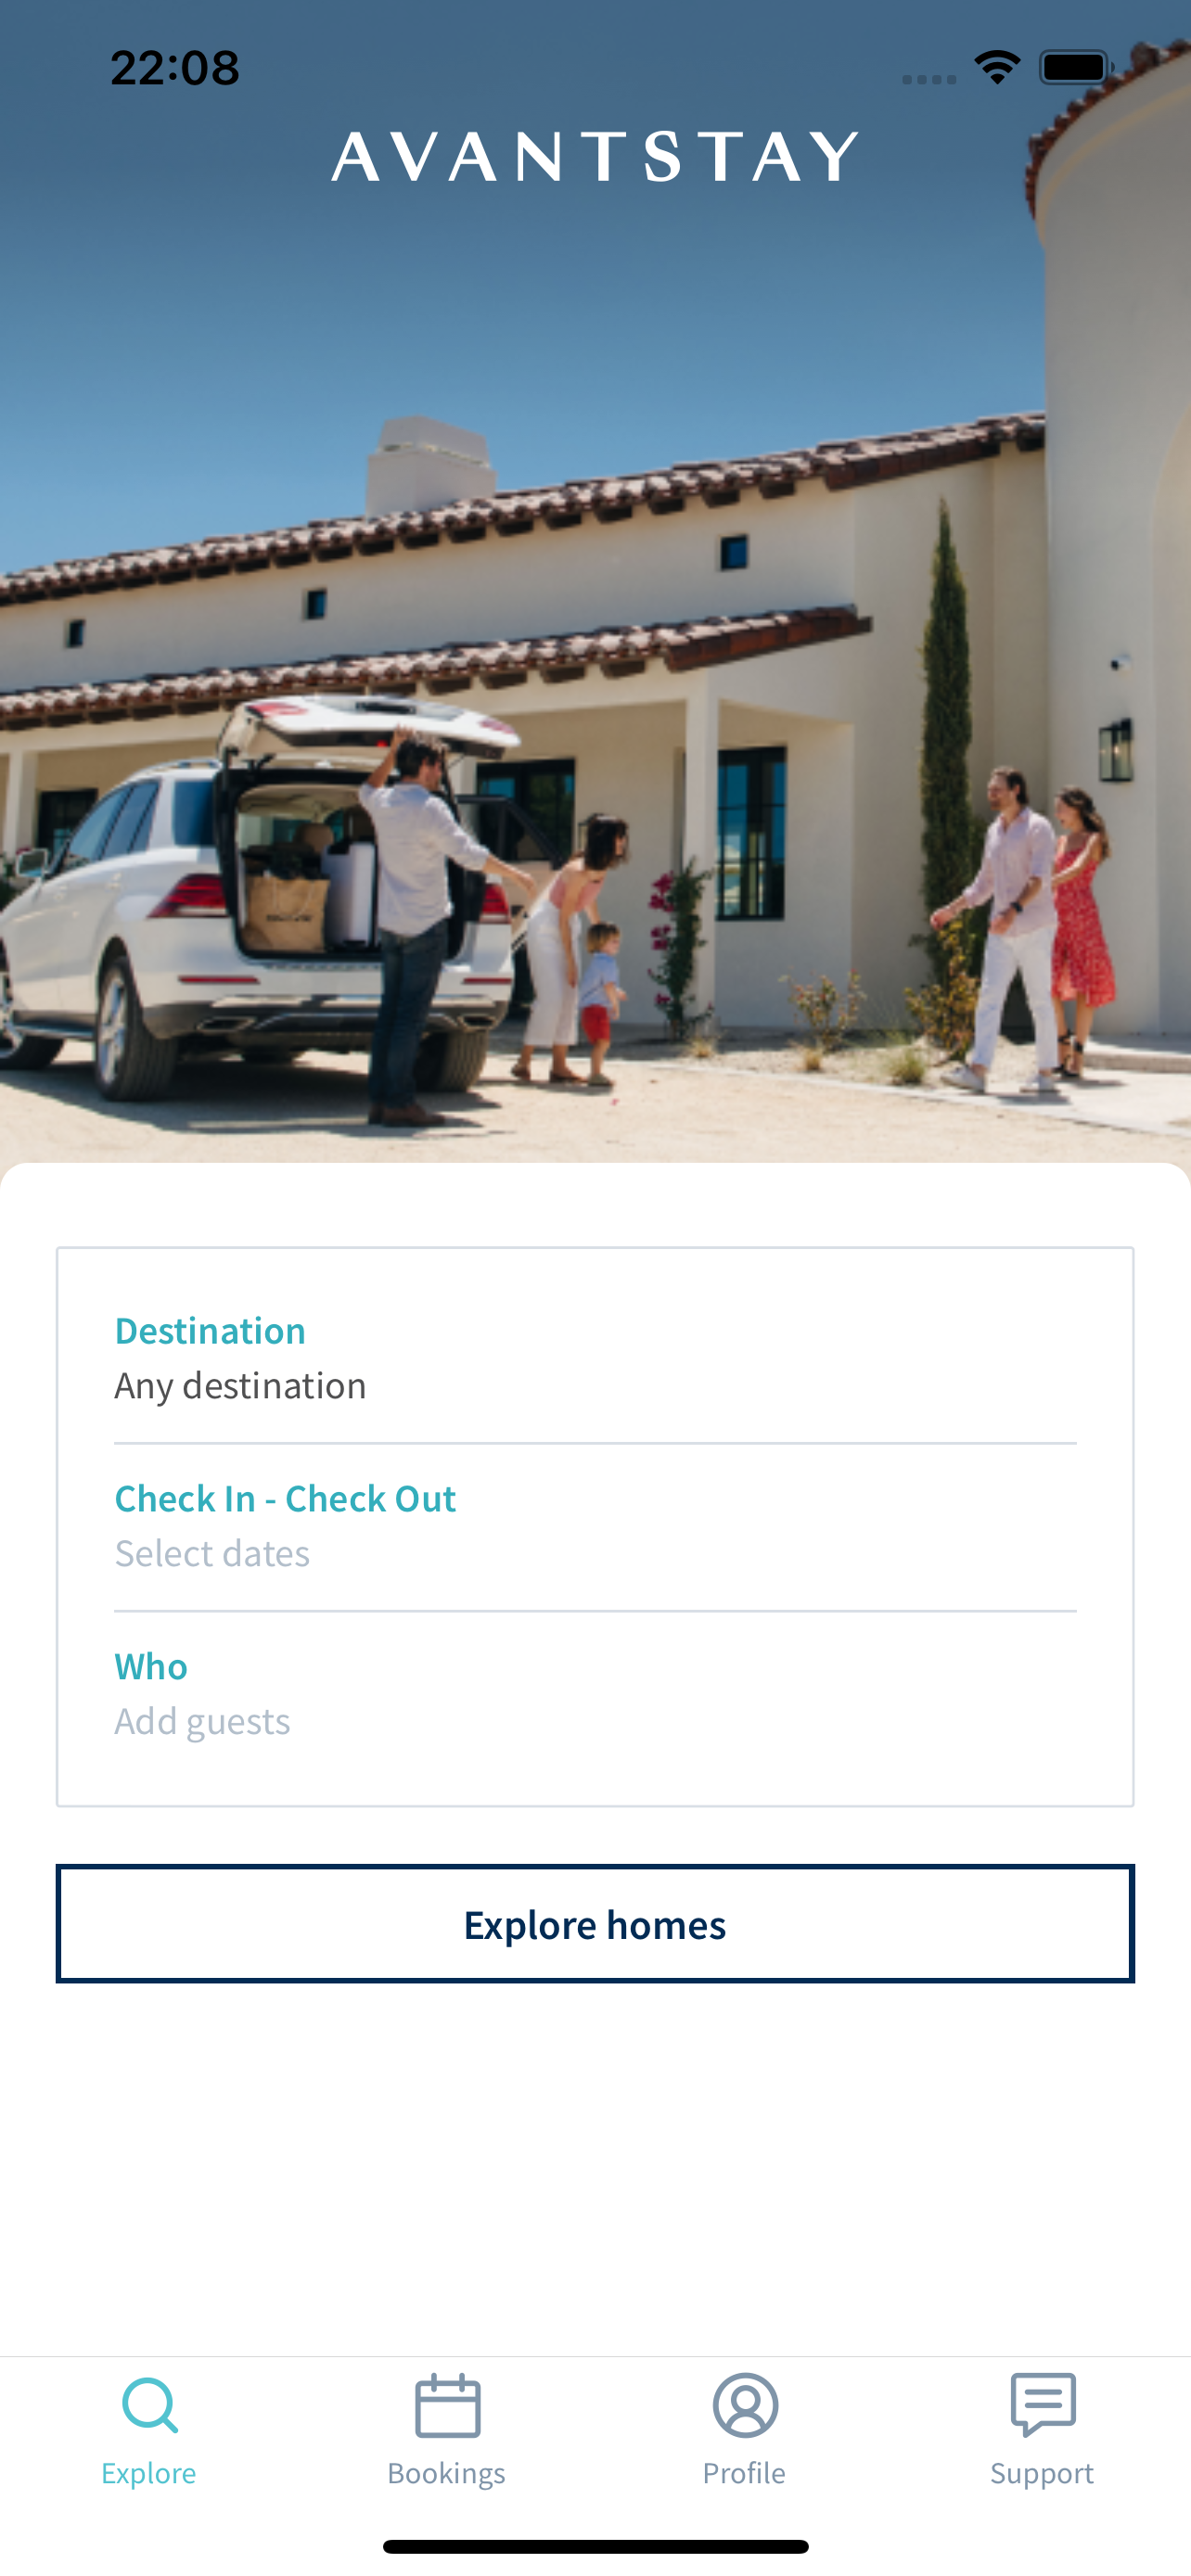 22:08
AVANTSTAY
Destination
Any destination
Check In - Check Out
Select dates
Who
Add guests
Explore homes
Explore
Bookings
Profile
Support